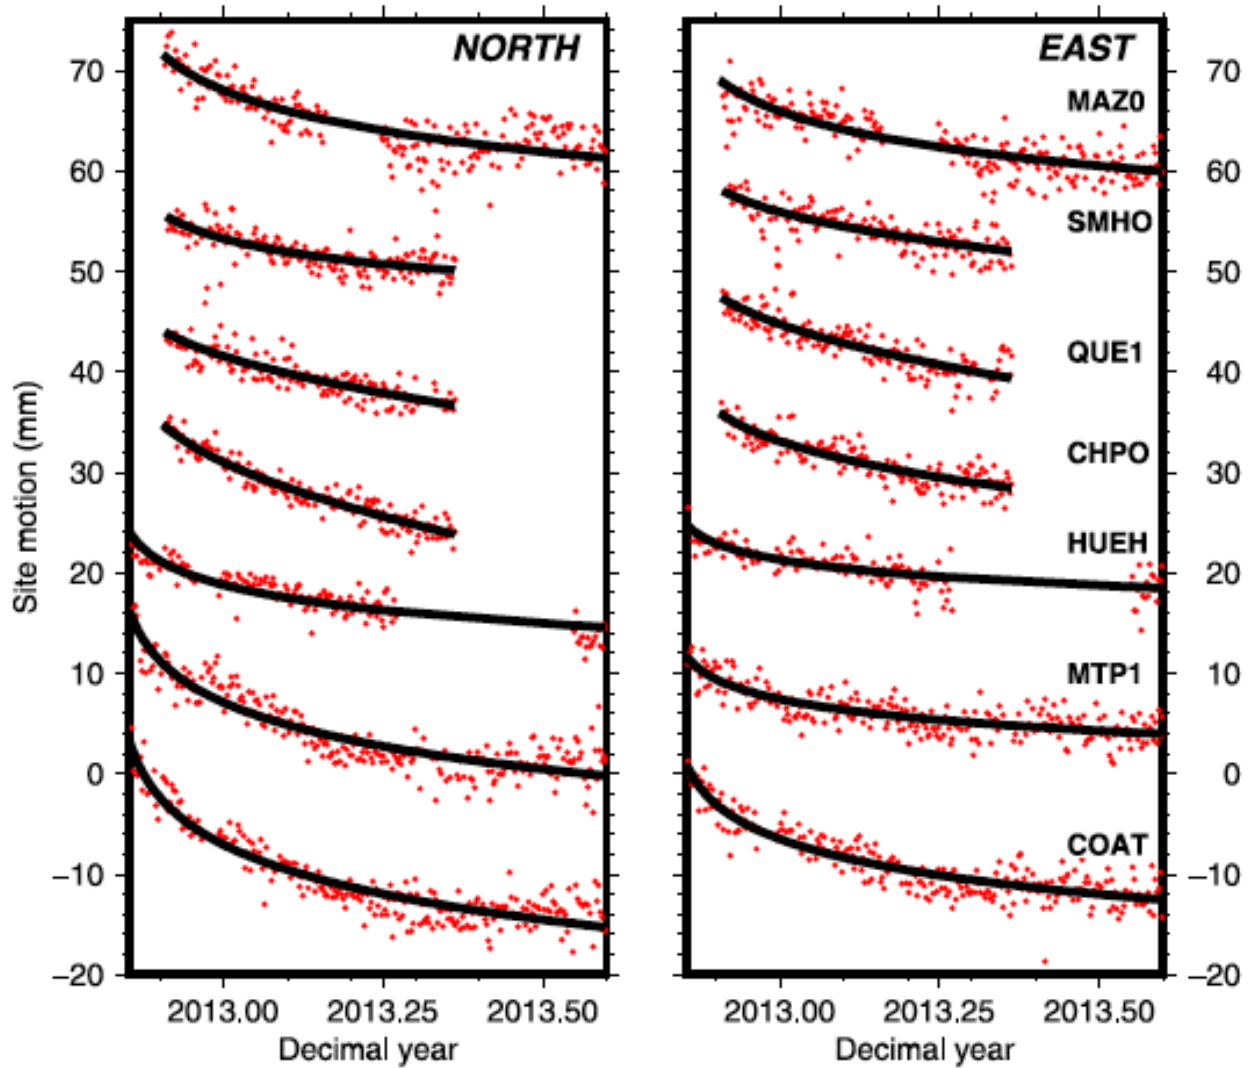 NORTH
EAST
70
60
50
40
30
20
10
0
−10
−20
Site motion (mm)
MAZ0
SMHO
QUE1
CHPO
HUEH
MTP1
COAT
70
60
50
40
30
20
10
0
−10
−20
2013.00 2013.25 2013.50
2013.00 2013.25 2013.50
Decimal year
Decimal year